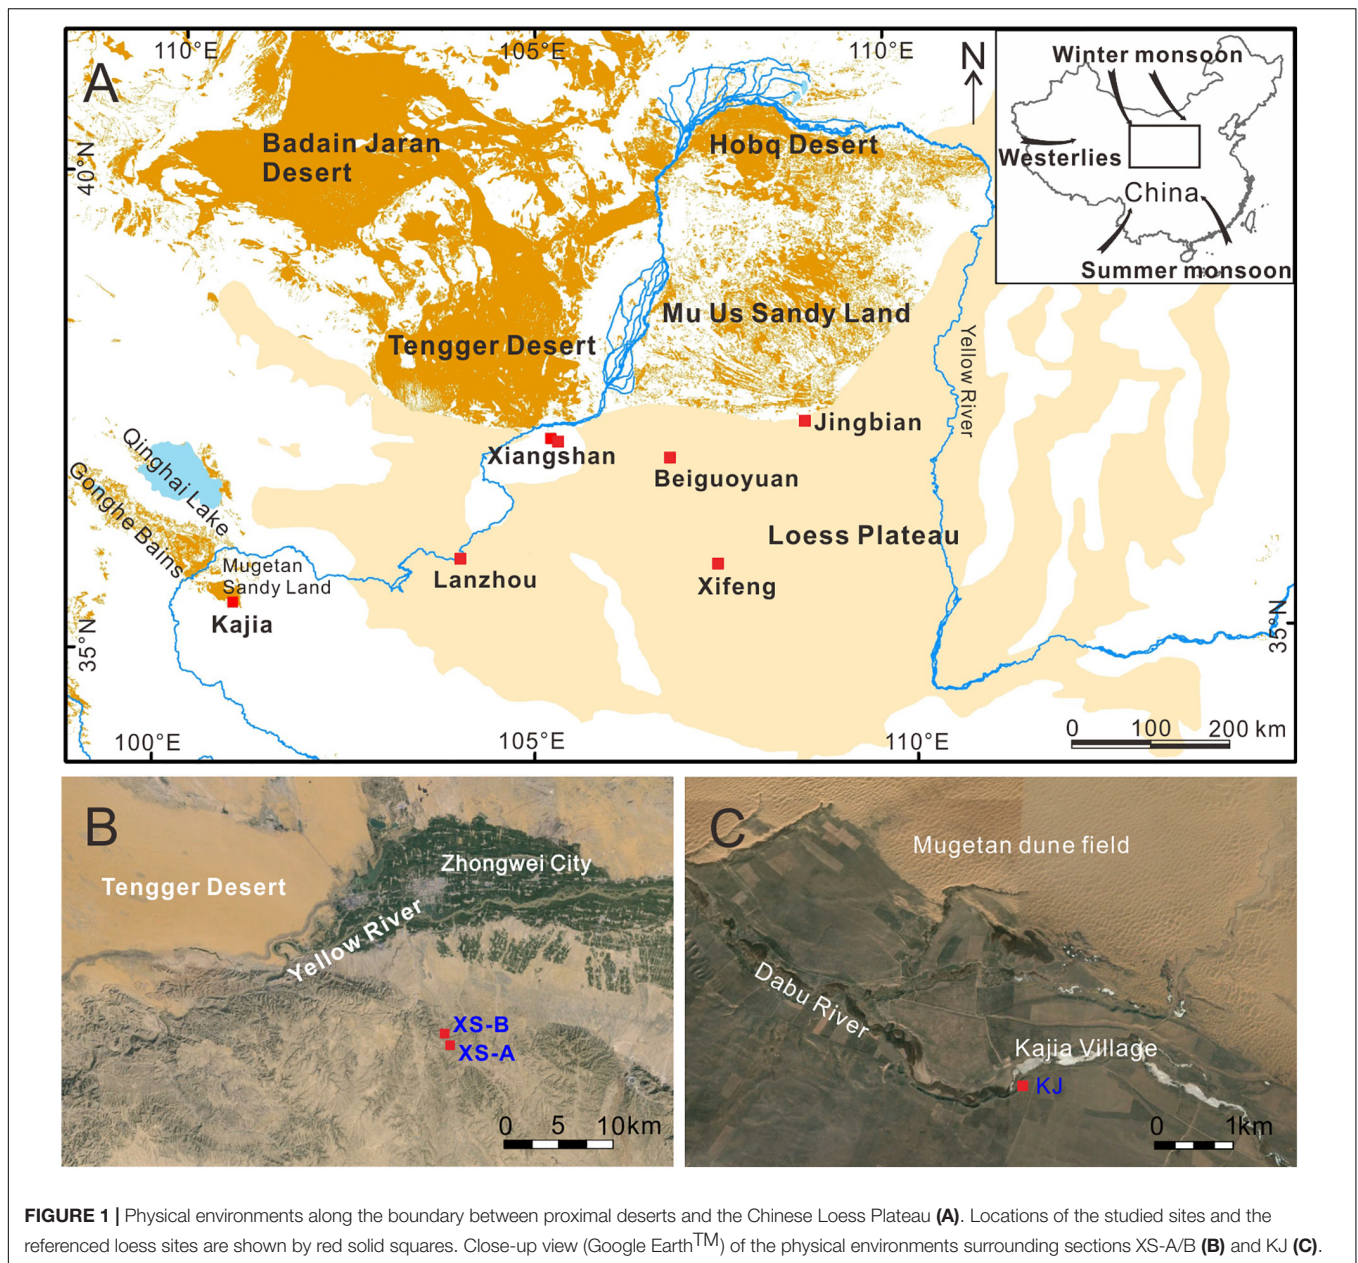 110°E
105°E
110°E
A
N
Winter monsoon
Westerlies
China
Summer monsoon
40°N
Badain Jaran
Desert
Hobq Desert
Mu Us Sandy Land
Tengger Desert
Yellow River
Jingbian
Xiangshan
Beiguoyuan
Qinghai Lake
Gonghe Bains
Loess Plateau
Mugetan
Sandy Land
Lanzhou
Xifeng
Kajia
35°N
35°N
0 100 200 km
100°E
105°E
110°E
B
Zhongwei City
Tengger Desert
Yellow River
XS-B
XS-A
0 5 10km
C
Mugetan dune field
Dabu River
Kajia Village
KJ
0 1km
FIGURE 1 | Physical environments along the boundary between proximal deserts and the Chinese Loess Plateau (A). Locations of the studied sites and the
referenced loess sites are shown by red solid squares. Close-up view (Google Earth™) of the physical environments surrounding sections XS-A/B (B) and KJ (C).